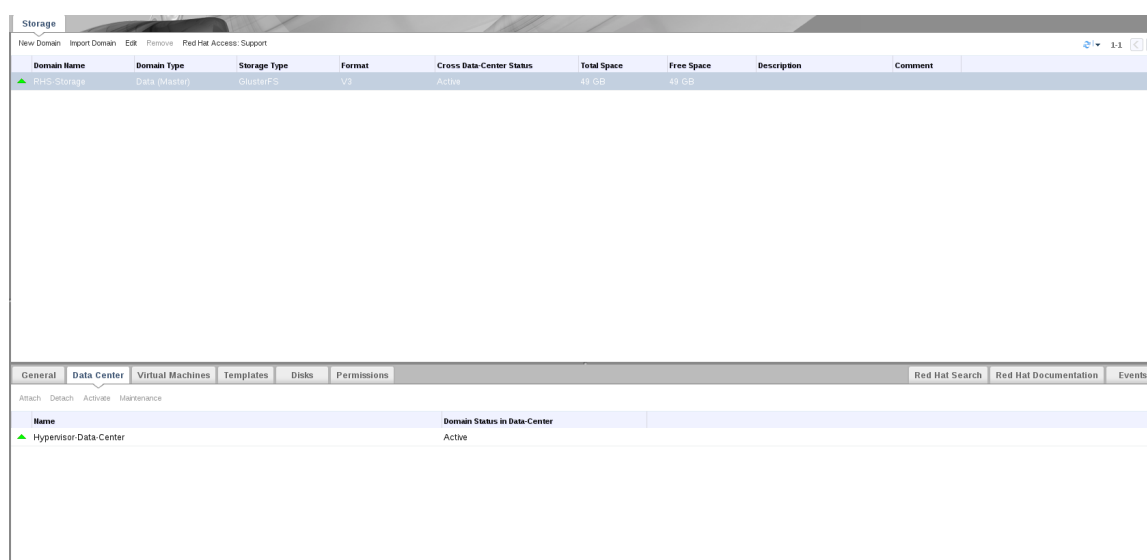 Storage
New Domain Import Domain Edit Remove Red Hat Access: Support 1-1
Domain Name Domain Type Storage Type Format Cross Data-Center Status Total Space Free Space Description Comment
RHS-Storage Data (Master) GlusterFS V3 Active 49 GB 49 GB
General Data Center Virtual Machines Templates Disks Permissions Red Hat Search Red Hat Documentation Events
Attach Detach Activate Maintenance
Name Domain Status in Data-Center
Hypervisor-Data-Center Active